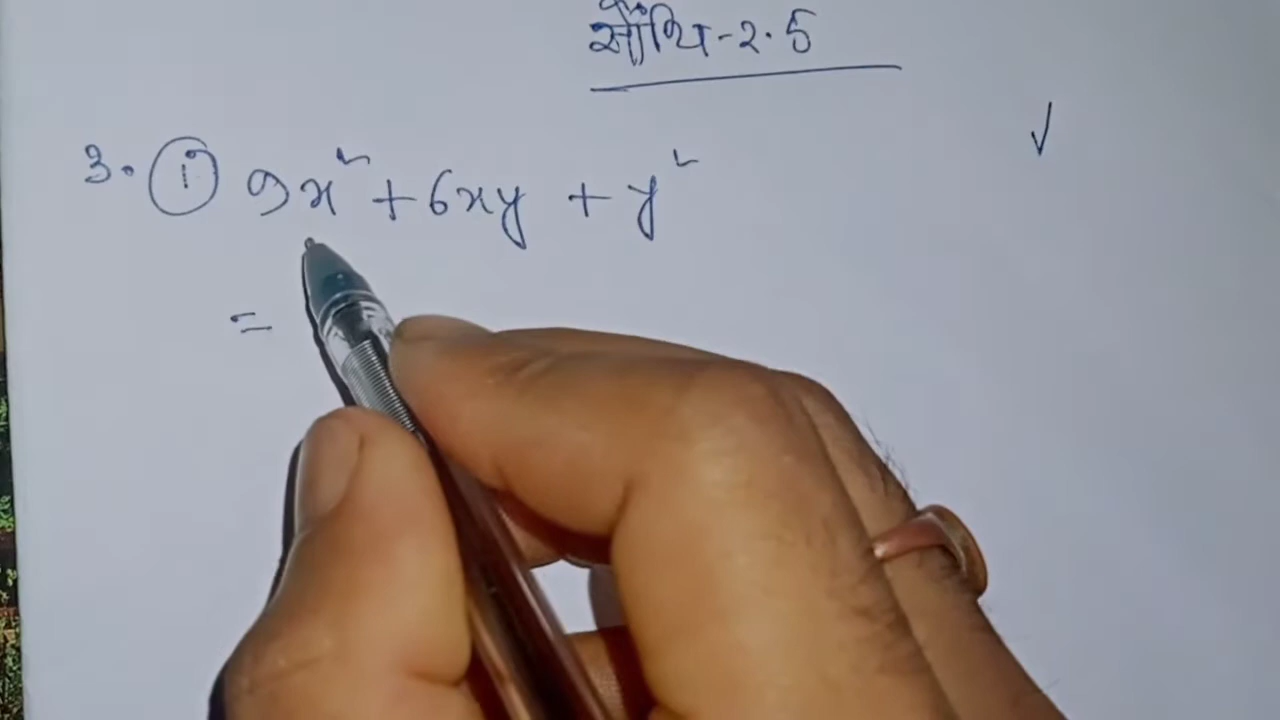 सौंथि-2.5
3. (i) 9x² + 6xy + y²
=